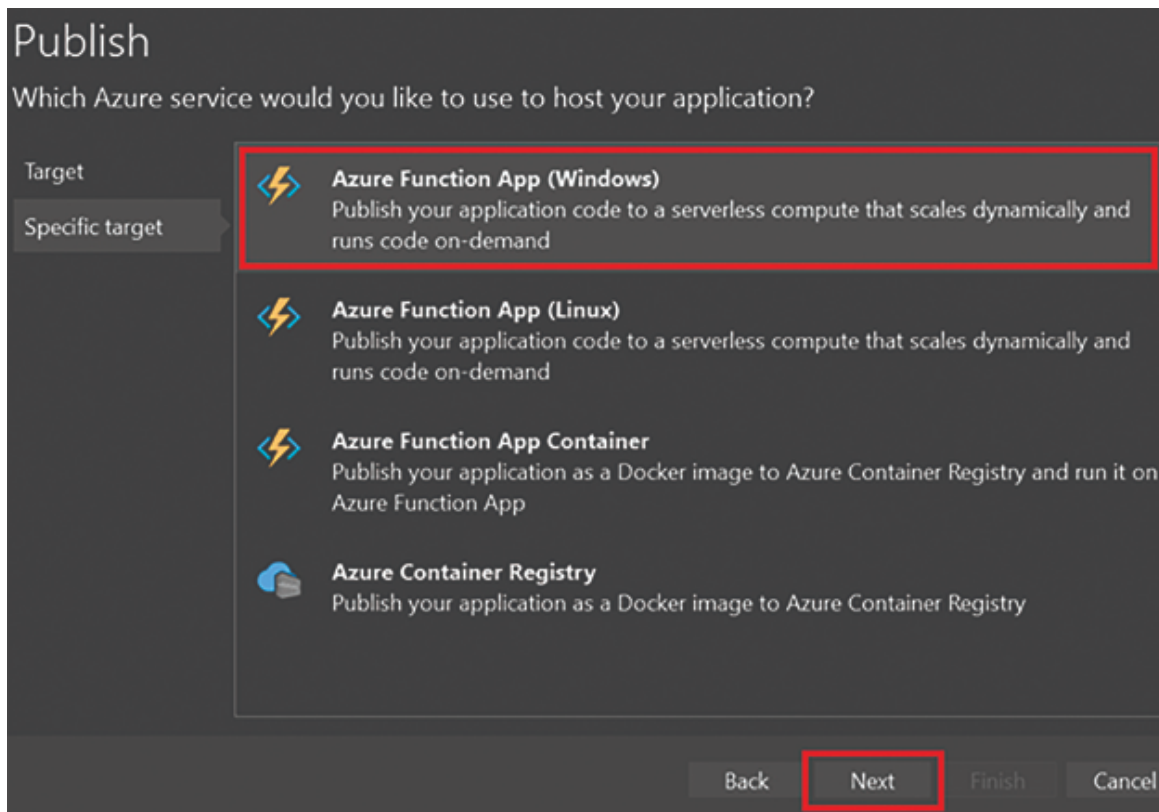 Publish
Which Azure service would you like to use to host your application?
Target
Specific target
Azure Function App (Windows)
Publish your application code to a serverless compute that scales dynamically and
runs code on-demand
Azure Function App (Linux)
Publish your application code to a serverless compute that scales dynamically and
runs code on-demand
Azure Function App Container
Publish your application as a Docker image to Azure Container Registry and run it on
Azure Function App
Azure Container Registry
Publish your application as a Docker image to Azure Container Registry
Back
Next
Finish
Cancel